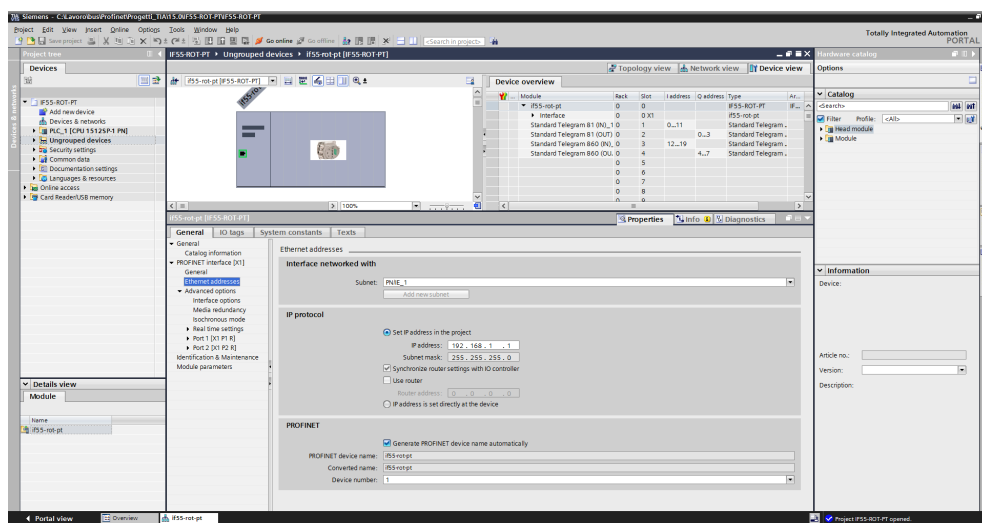 Siemens - C:\Lavoro\bus\Profinet\Progetti_TIA\15.0\IF55-ROT-PT\IF55-ROT-PT
Project Edit View Insert Online Options Tools Window Help
Totally Integrated Automation
PORTAL
Save project Go online Go offline <Search in project>
Project tree
IF55-ROT-PT Ungrouped devices if55-rot-pt [IF55-ROT-PT]
Hardware catalog
Devices
Topology view Network view Device view
Options
if55-rot-pt [IF55-ROT-PT]
Device overview
Module Rack Slot I address Q address Type Ar...
Catalog
IF55-ROT-PT
if55-rot-pt 0 0 IF55-ROT-PT IF...
<Search>
Add new device
Interface 0 0 X1 if55-rot-pt
Filter Profile: <All>
Devices & networks
Standard Telegram 81 (IN)_1 0 1 0...11 Standard Telegram .
Head module
PLC_1 [CPU 1512SP-1 PN]
Standard Telegram 81 (OUT) 0 2 0...3 Standard Telegram .
Module
Ungrouped devices
Standard Telegram 860 (IN)_ 0 3 12...19 Standard Telegram .
Security settings
Standard Telegram 860 (OU. 0 4 4...7 Standard Telegram .
Common data
0 5
Documentation settings
0 6
Languages & resources
0 7
Online access
0 8
Card Reader/USB memory
100%
if55-rot-pt [IF55-ROT-PT]
Properties Info Diagnostics
General IO tags System constants Texts
General
Catalog information
PROFINET interface [X1]
General
Ethernet addresses
Advanced options
Interface options
Media redundancy
Isochronous mode
Real time settings
Port 1 [X1 P1 R]
Port 2 [X1 P2 R]
Identification & Maintenance
Module parameters
Ethernet addresses
Interface networked with
Subnet: PN/IE_1
Add new subnet
IP protocol
Set IP address in the project
IP address: 192 . 168 . 1 . 1
Subnet mask: 255 . 255 . 255 . 0
Synchronize router settings with IO controller
Use router
Router address: 0 . 0 . 0 . 0
IP address is set directly at the device
PROFINET
Generate PROFINET device name automatically
PROFINET device name: if55-rot-pt
Converted name: if55-rot-pt
Device number: 1
Information
Device:
Article no.:
Version:
Description:
Details view
Module
Name
if55-rot-pt
Portal view Overview if55-rot-pt
Project IF55-ROT-PT opened.